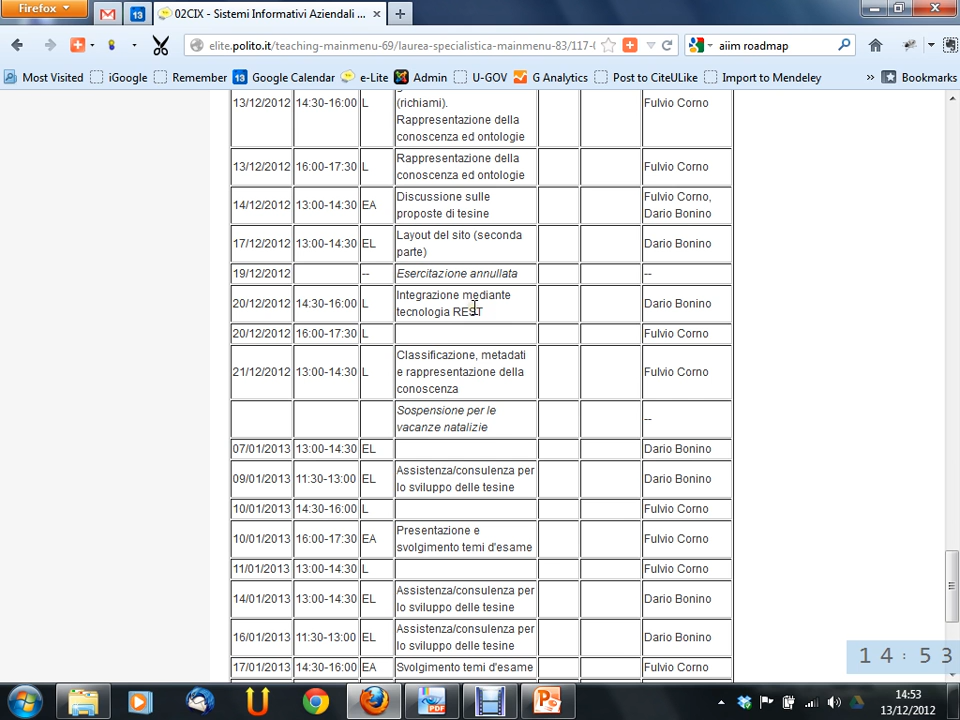 Firefox
02CIX - Sistemi Informativi Aziendali ...
elite.polito.it/teaching-mainmenu-69/laurea-specialistica-mainmenu-83/117-
aiim roadmap
Most Visited iGoogle Remember 13 Google Calendar e-Lite Admin U-GOV G Analytics Post to CiteULike Import to Mendeley » Bookmarks
13/12/2012 14:30-16:00 L (richiami). Fulvio Corno
Rappresentazione della
conoscenza ed ontologie
13/12/2012 16:00-17:30 L Rappresentazione della Fulvio Corno
conoscenza ed ontologie
14/12/2012 13:00-14:30 EA Discussione sulle Fulvio Corno,
proposte di tesine Dario Bonino
17/12/2012 13:00-14:30 EL Layout del sito (seconda Dario Bonino
parte)
19/12/2012 -- Esercitazione annullata --
20/12/2012 14:30-16:00 L Integrazione mediante Dario Bonino
tecnologia REST
20/12/2012 16:00-17:30 L Fulvio Corno
21/12/2012 13:00-14:30 L Classificazione, metadati Fulvio Corno
e rappresentazione della
conoscenza
Sospensione per le --
vacanze natalizie
07/01/2013 13:00-14:30 EL Dario Bonino
09/01/2013 11:30-13:00 EL Assistenza/consulenza per Dario Bonino
lo sviluppo delle tesine
10/01/2013 14:30-16:00 L Fulvio Corno
10/01/2013 16:00-17:30 EA Presentazione e Fulvio Corno
svolgimento temi d'esame
11/01/2013 13:00-14:30 L Fulvio Corno
14/01/2013 13:00-14:30 EL Assistenza/consulenza per Dario Bonino
lo sviluppo delle tesine
16/01/2013 11:30-13:00 EL Assistenza/consulenza per Dario Bonino
lo sviluppo delle tesine
17/01/2013 14:30-16:00 EA Svolgimento temi d'esame Fulvio Corno
14:53
PDF
14:53
13/12/2012